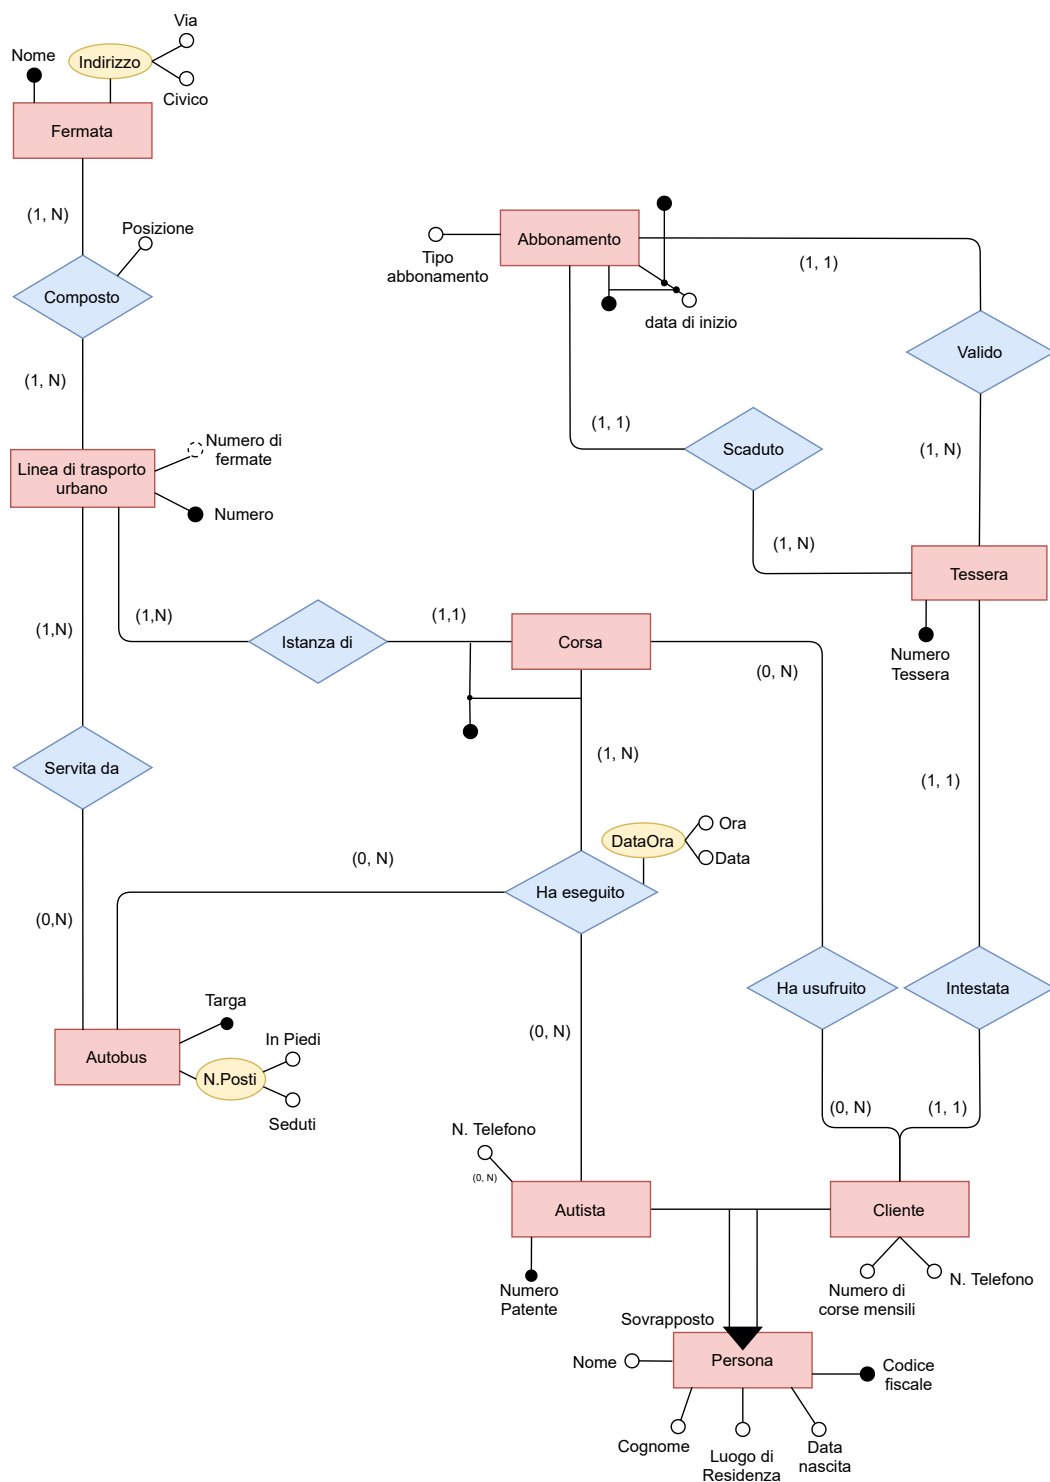 Via
Nome
Indirizzo
Civico
Fermata
(1, N)
Posizione
Composto
(1, N)
Abbonamento
Tipo
abbonamento
data di inizio
(1, 1)
Valido
(1, 1)
Scaduto
(1, N)
(1, N)
Tessera
Numero
Tessera
Linea di trasporto
urbano
Numero di
fermate
Numero
(1,N)
(1,N)
Istanza di
(1,1)
Corsa
(0, N)
(1, N)
(1, 1)
Servita da
DataOra
Ora
Data
(0, N)
Ha eseguito
(0,N)
Ha usufruito
Intestata
Targa
Autobus
In Piedi
N.Posti
Seduti
(0, N)
(0, N)
(1, 1)
N. Telefono
(0, N)
Autista
Cliente
Numero
Patente
Numero di
corse mensili
N. Telefono
Sovrapposto
Nome
Persona
Codice
fiscale
Cognome
Luogo di
Residenza
Data
nascita